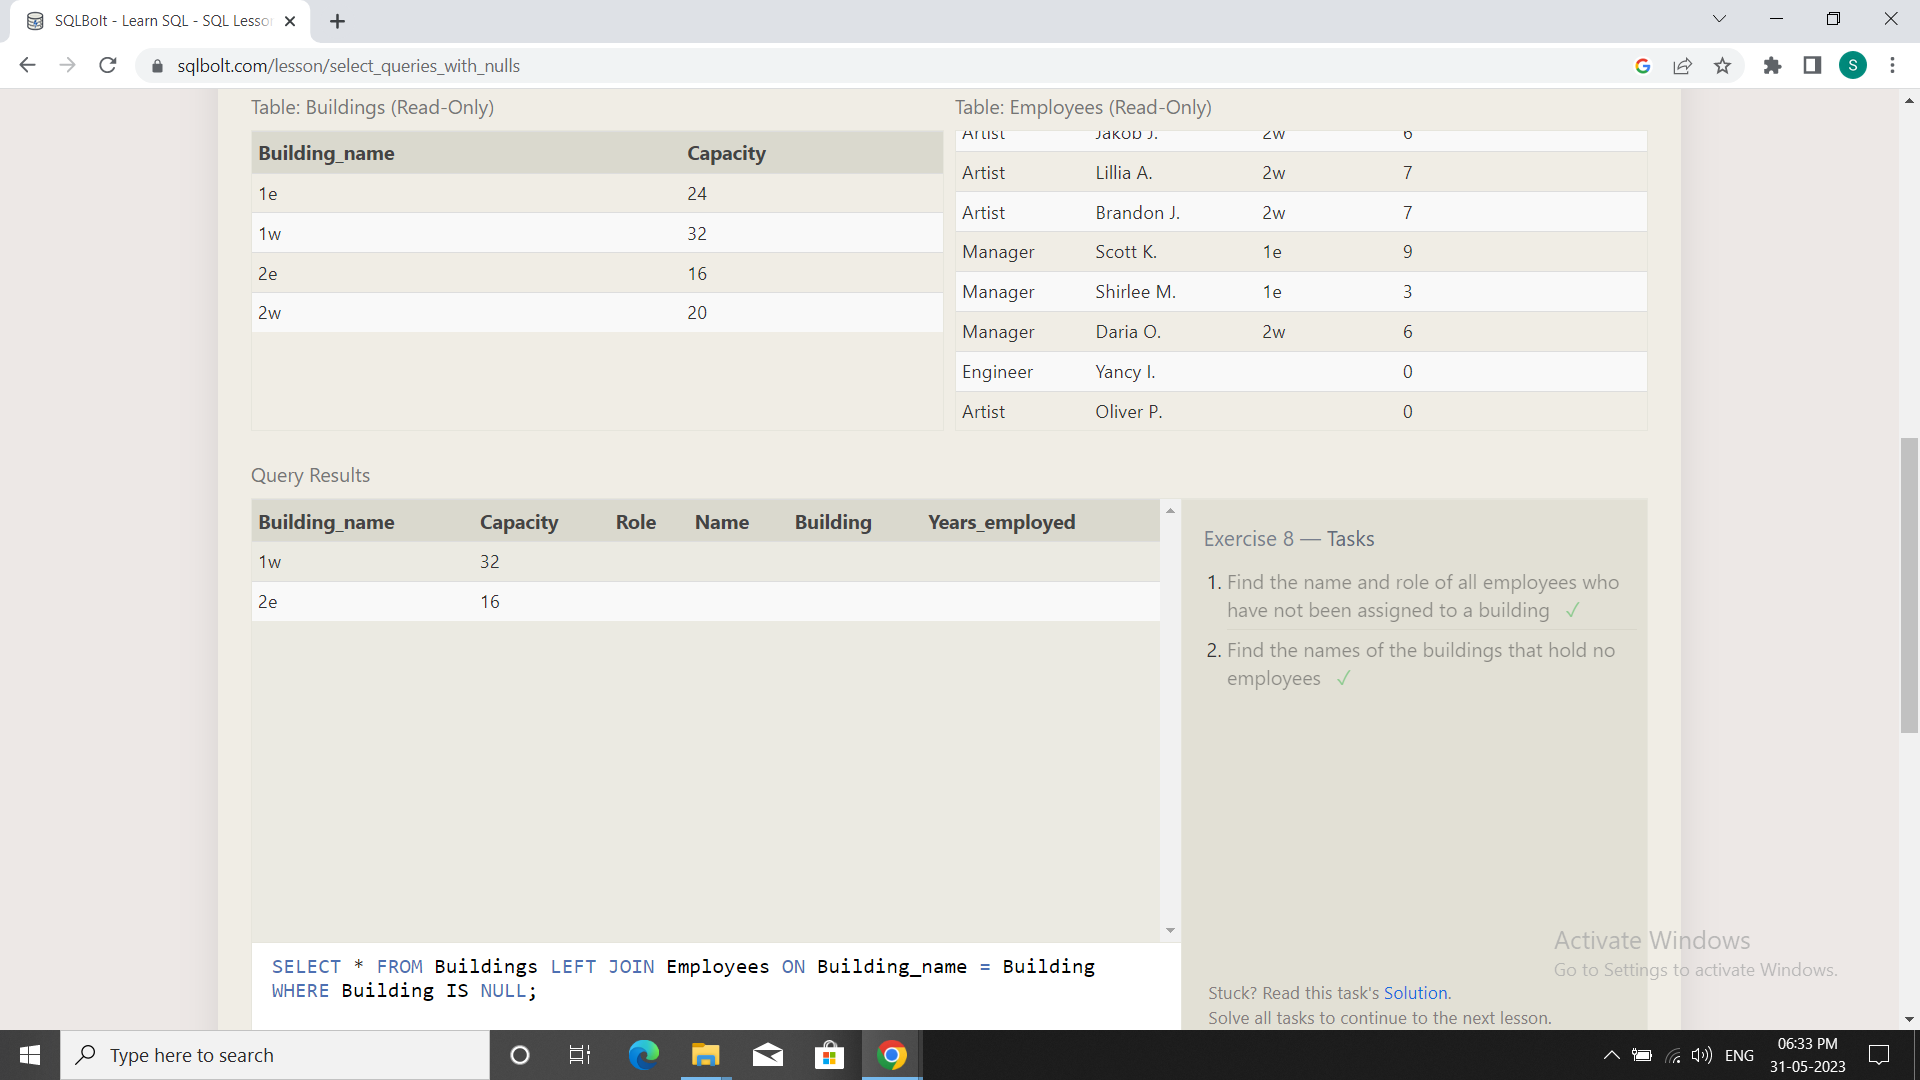 SQLBolt - Learn SQL - SQL Lesso
sqlbolt.com/lesson/select_queries_with_nulls
S
Table: Buildings (Read-Only)
Building_name Capacity
1e 24
1w 32
2e 16
2w 20
Table: Employees (Read-Only)
Artist Jakob J. 2w 6
Artist Lillia A. 2w 7
Artist Brandon J. 2w 7
Manager Scott K. 1e 9
Manager Shirlee M. 1e 3
Manager Daria O. 2w 6
Engineer Yancy I. 0
Artist Oliver P. 0
Query Results
Building_name Capacity Role Name Building Years_employed
1w 32
2e 16
SELECT * FROM Buildings LEFT JOIN Employees ON Building_name = Building
WHERE Building IS NULL;
Exercise 8 — Tasks
1. Find the name and role of all employees who
have not been assigned to a building ✓
2. Find the names of the buildings that hold no
employees ✓
Activate Windows
Go to Settings to activate Windows.
Stuck? Read this task's Solution.
Solve all tasks to continue to the next lesson.
Type here to search
ENG
06:33 PM
31-05-2023